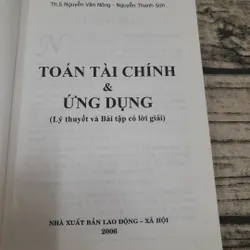 Th.S Nguyễn Văn Nông - Nguyễn Thanh Sơn
TOÁN TÀI CHÍNH
&
ỨNG DỤNG
(Lý thuyết và Bài tập có lời giải)
NHÀ XUẤT BẢN LAO ĐỘNG - XÃ HỘI
2006